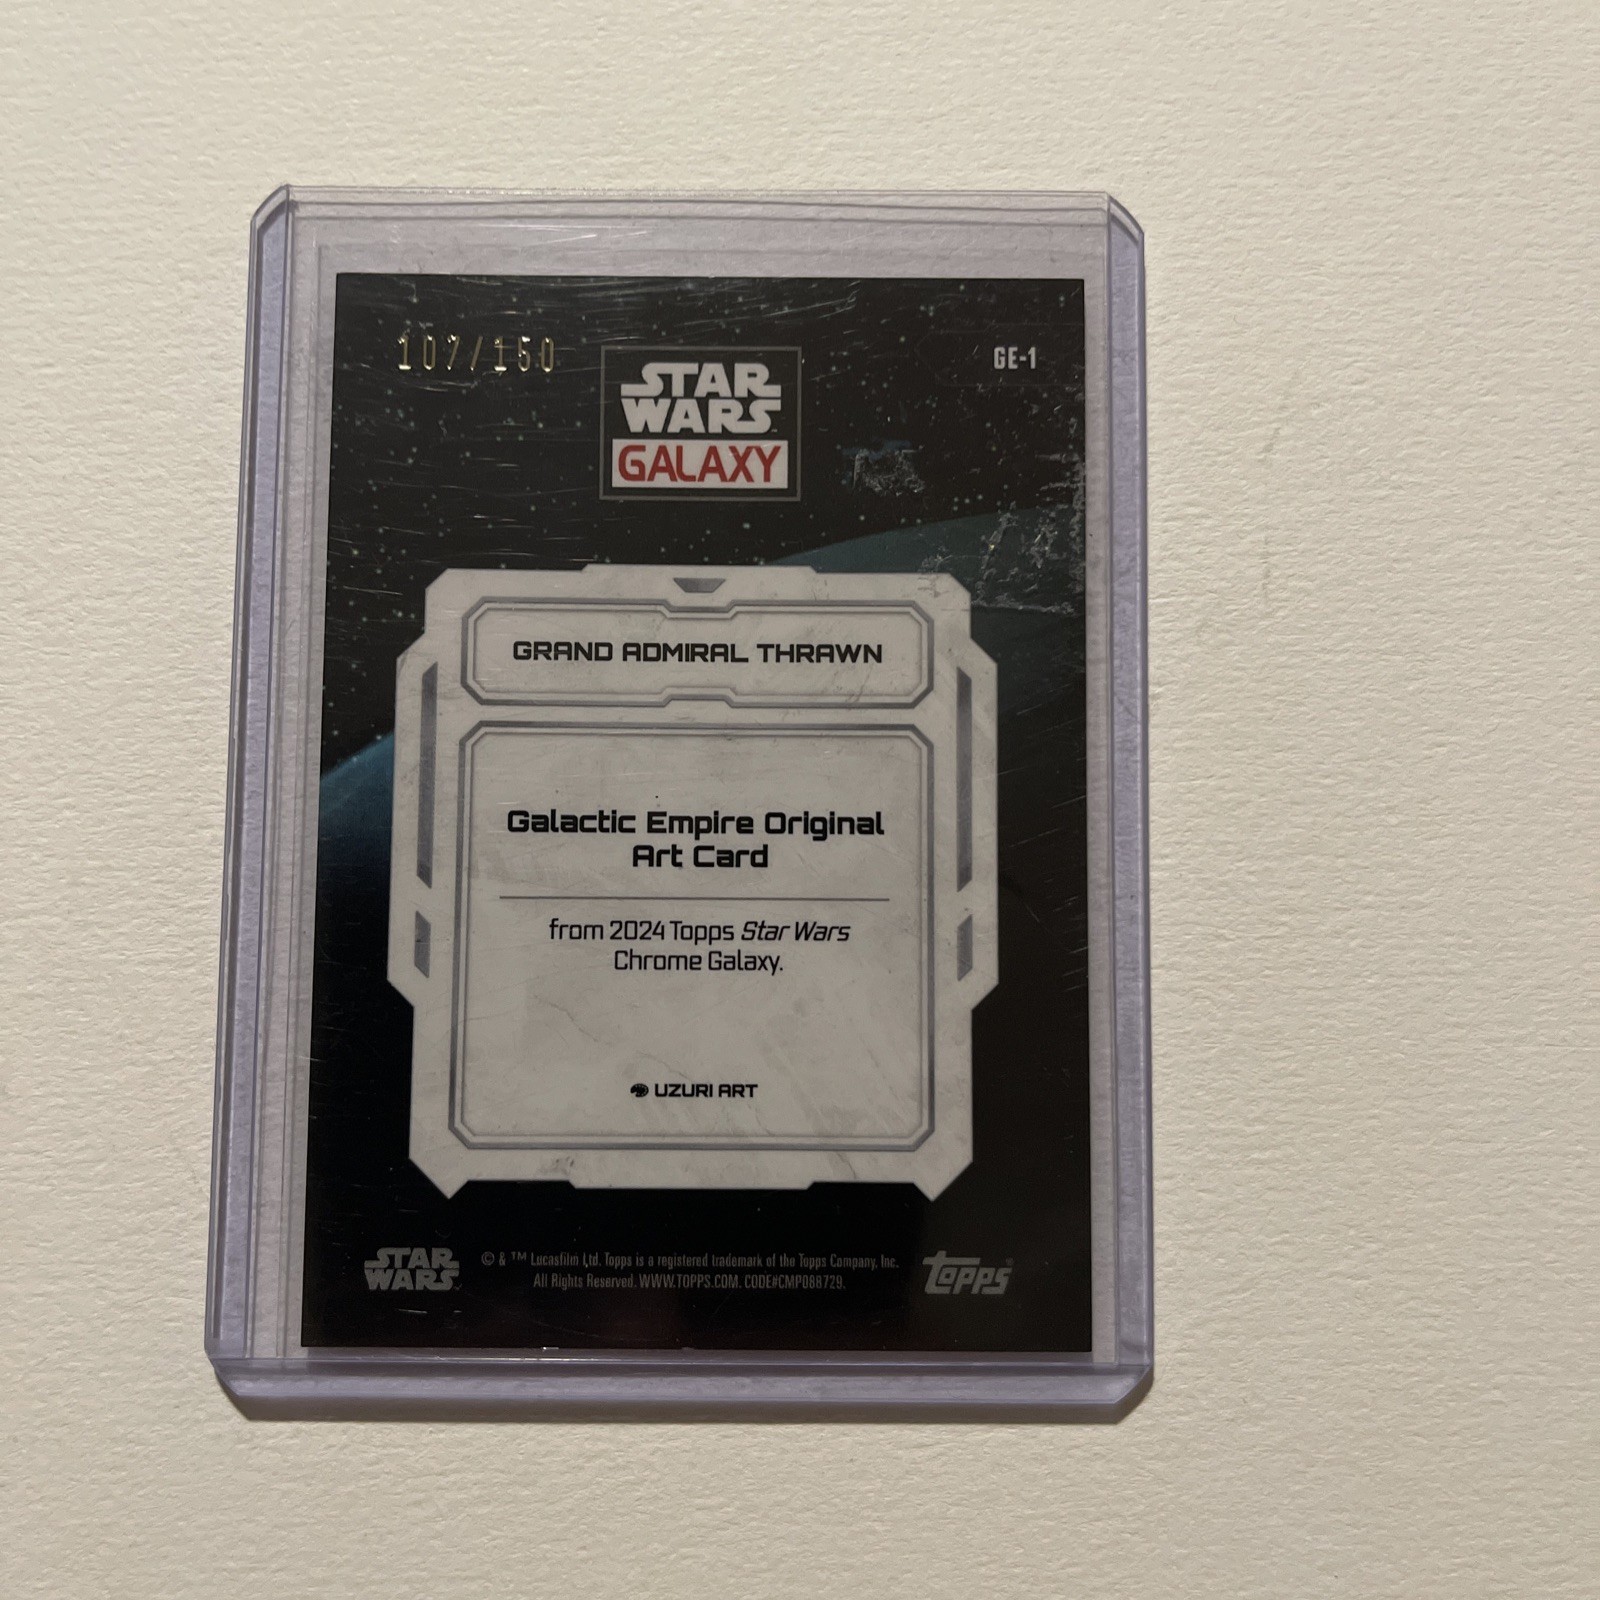 107/150
STAR
WARS
GALAXY
GE-1
GRAND ADMIRAL THRAWN
Galactic Empire Original
Art Card
from 2024 Topps Star Wars
Chrome Galaxy.
UZURI ART
STAR
WARS
© & ™ Lucasfilm Ltd. Topps is a registered trademark of the Topps Company, Inc.
All Rights Reserved. WWW.TOPPS.COM. CODE#CMP088729.
topps®